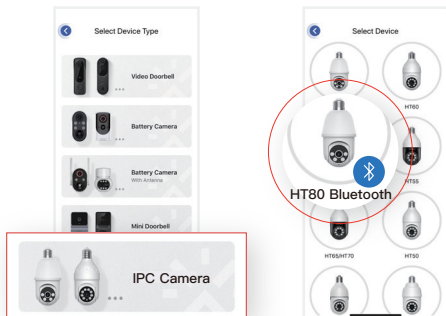 Select Device Type
Video Doorbell
Battery Camera
Battery Camera
With Antenna
Mini Doorbell
IPC Camera
Select Device
HT60
HT80 Bluetooth
HT55
HT65/HT70
HT50